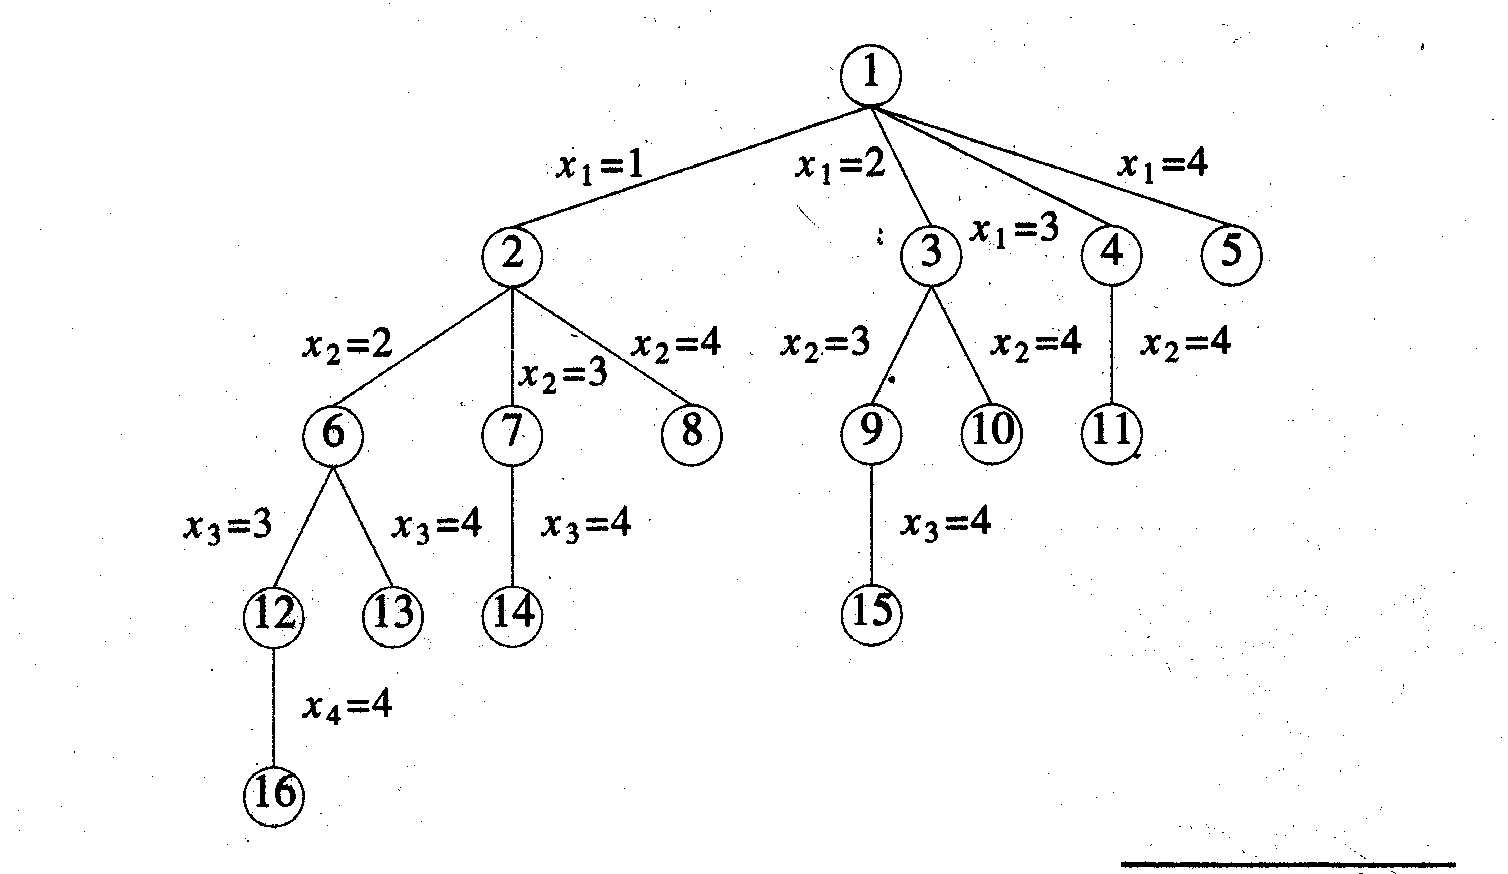 1
x1=1 x1=2 x1=4
x1=3
2 3 4 5
x2=2 x2=3 x2=4 x2=3 x2=4 x2=4
6 7 8 9 10 11
x3=3 x3=4 x3=4 x3=4
12 13 14 15
x4=4
16